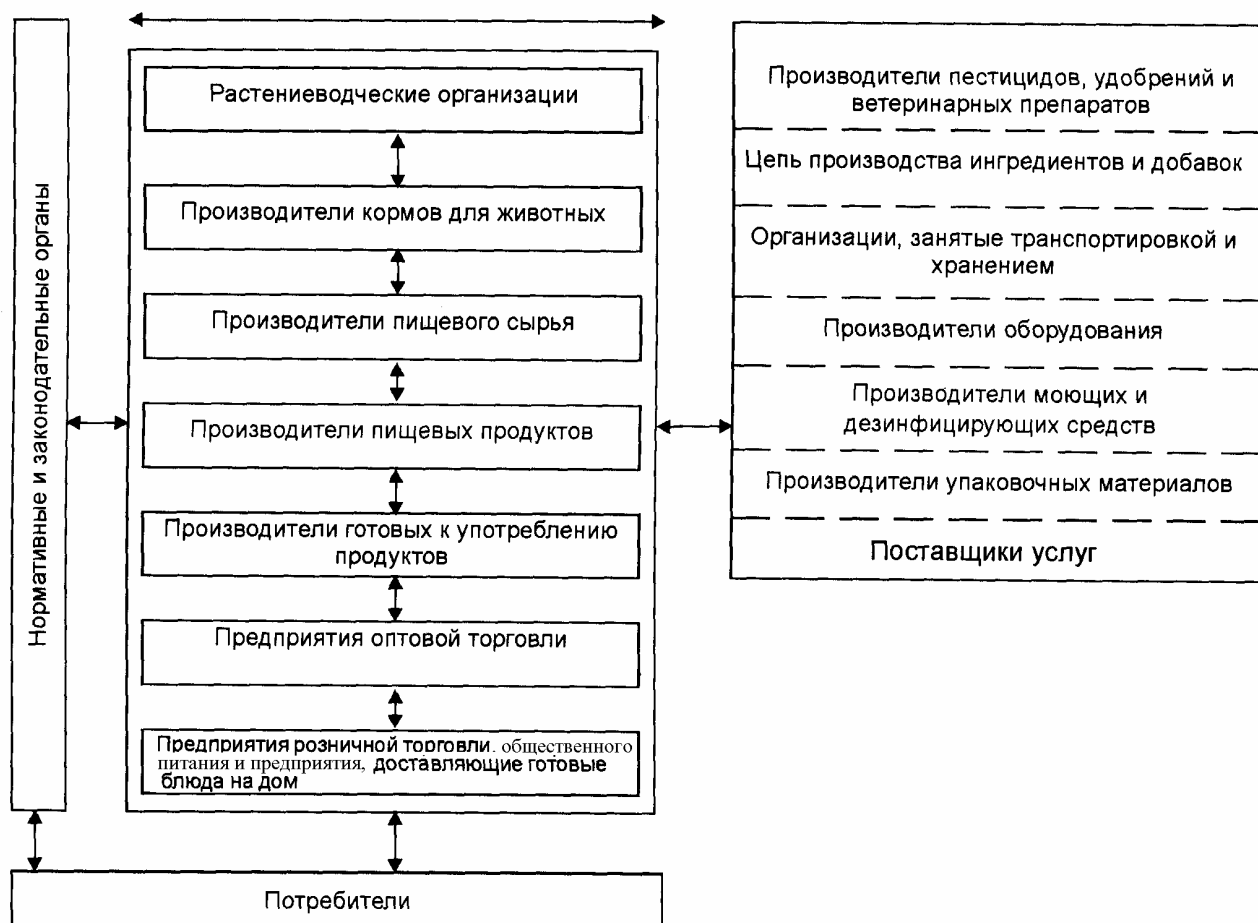 Нормативные и законодательные органы
Растениеводческие организации
Производители кормов для животных
Производители пищевого сырья
Производители пищевых продуктов
Производители готовых к употреблению
продуктов
Предприятия оптовой торговли
Предприятия розничной торговли, общественного
питания и предприятия, доставляющие готовые
блюда на дом
Производители пестицидов, удобрений и
ветеринарных препаратов
Цепь производства ингредиентов и добавок
Организации, занятые транспортировкой и
хранением
Производители оборудования
Производители моющих и
дезинфицирующих средств
Производители упаковочных материалов
Поставщики услуг
Потребители